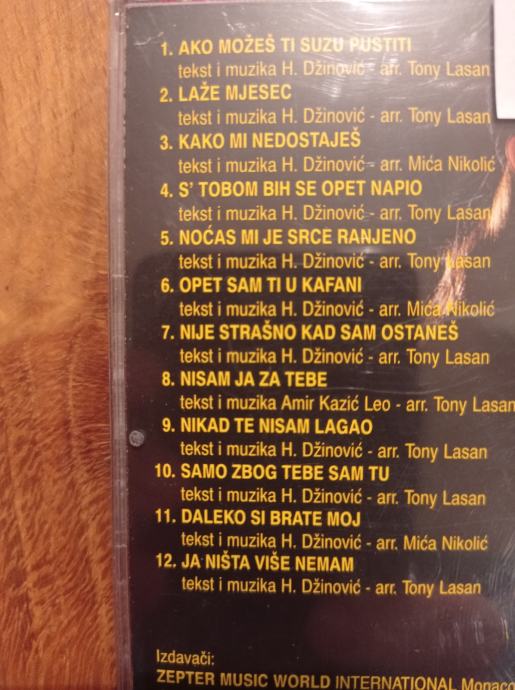 1. AKO MOŽEŠ TI SUZU PUSTITI
tekst i muzika H. Džinović - arr. Tony Lasan
2. LAŽE MJESEC
tekst i muzika H. Džinović - arr. Tony Lasan
3. KAKO MI NEDOSTAJEŠ
tekst i muzika H. Džinović - arr. Mića Nikolić
4. S' TOBOM BIH SE OPET NAPIO
tekst i muzika H. Džinović - arr. Tony Lasan
5. NOĆAS MI JE SRCE RANJENO
tekst i muzika H. Džinović - arr. Tony Lasan
6. OPET SAM TI U KAFANI
tekst i muzika H. Džinović - arr. Mića Nikolić
7. NIJE STRAŠNO KAD SAM OSTANEŠ
tekst i muzika H. Džinović - arr. Tony Lasan
8. NISAM JA ZA TEBE
tekst i muzika Amir Kazić Leo - arr. Tony Lasan
9. NIKAD TE NISAM LAGAO
tekst i muzika H. Džinović - arr. Tony Lasan
10. SAMO ZBOG TEBE SAM TU
tekst i muzika H. Džinović - arr. Tony Lasan
11. DALEKO SI BRATE MOJ
tekst i muzika H. Džinović - arr. Mića Nikolić
12. JA NIŠTA VIŠE NEMAM
tekst i muzika H. Džinović - arr. Tony Lasan
Izdavači:
ZEPTER MUSIC WORLD INTERNATIONAL Monaco